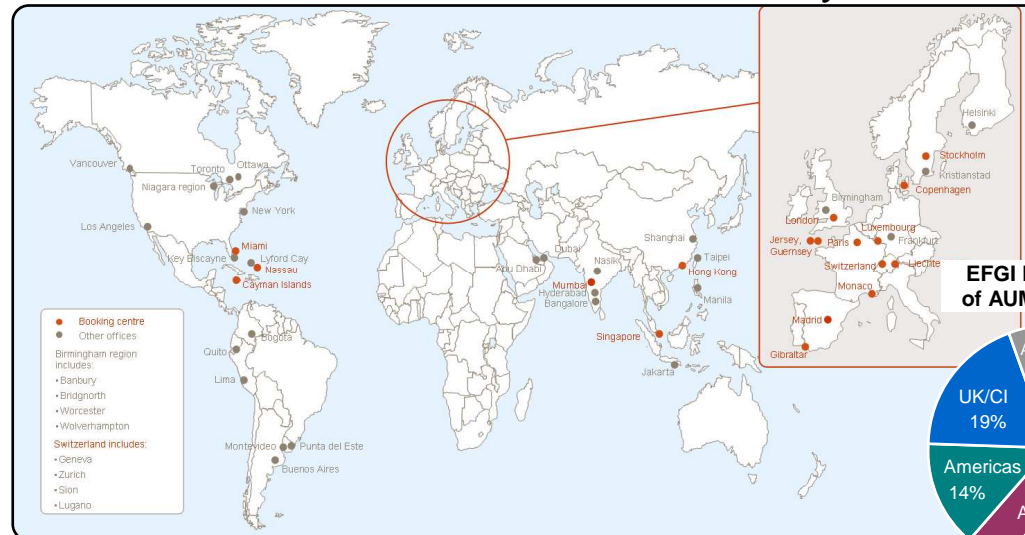 Vancouver
Toronto
Ottawa
Niagara region
New York
Los Angeles
Miami
Key Biscayne
Lyford Cay
Nassau
Cayman Islands
Bogotá
Quito
Lima
Montevideo
Punta del Este
Buenos Aires
Booking centre
Other offices
Birmingham region
includes:
•Banbury
•Bridgnorth
•Worcester
•Wolverhampton
Switzerland includes:
•Geneva
•Zurich
•Sion
•Lugano
Dubai
Abu Dhabi
Nasik
Mumbai
Hyderabad
Bangalore
Shanghai
Taipei
Hong Kong
Manila
Singapore
Jakarta
Helsinki
Stockholm
Kristianstad
Copenhagen
Birmingham
London
Luxembourg
Jersey,
Guernsey
Paris
Frankfurt
Switzerland
Liechte
Monaco
Madrid
Gibraltar
EFGI
of AUM
UK/CI
19%
Americas
14%